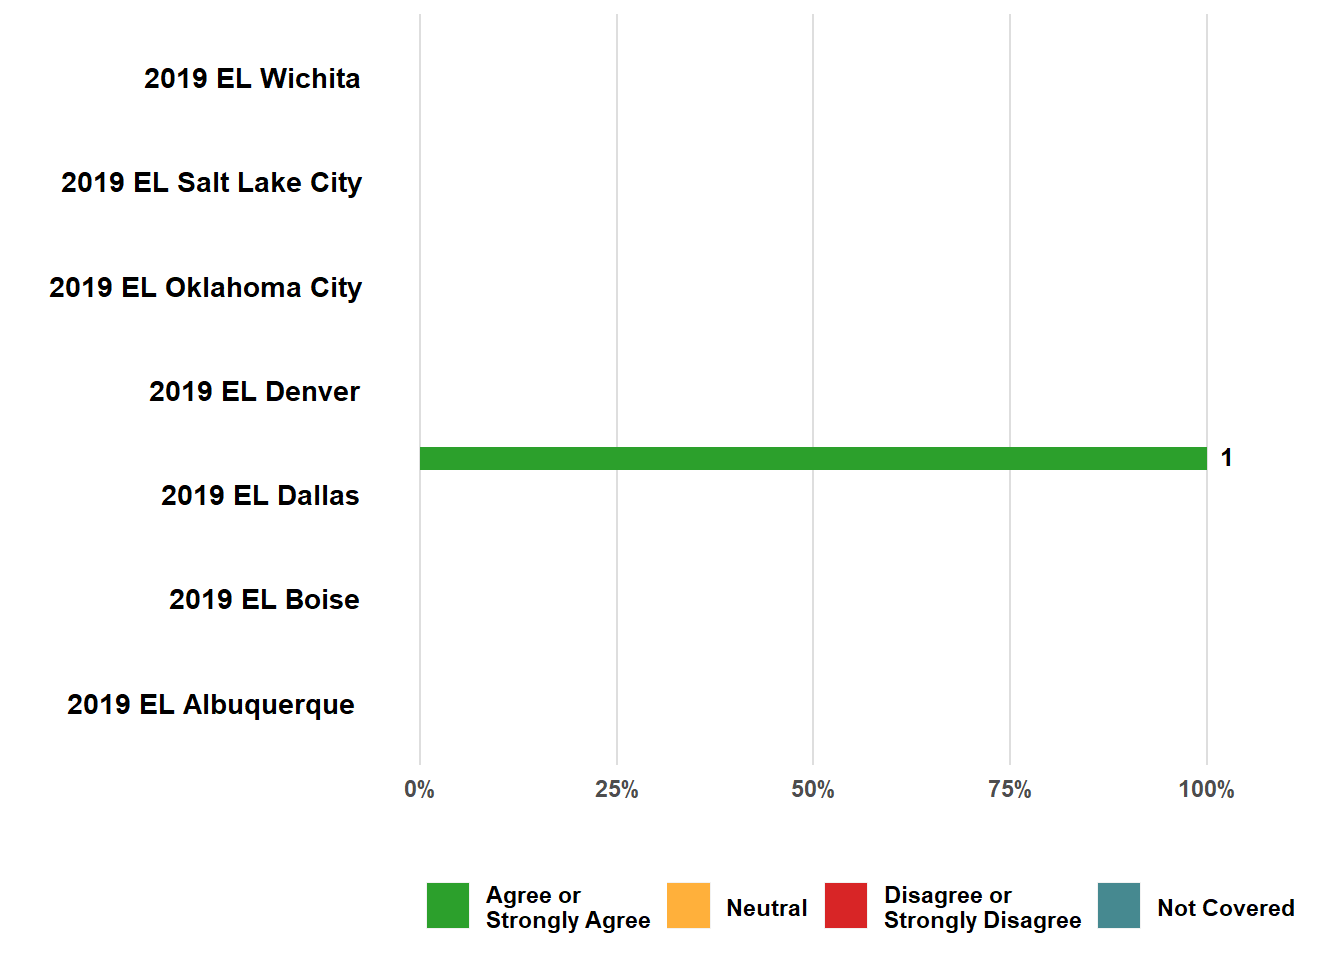 2019 EL Wichita
2019 EL Salt Lake City
2019 EL Oklahoma City
2019 EL Denver
1
2019 EL Dallas
2019 EL Boise
2019 EL Albuquerque
0% 25% 50% 75% 100%
Agree or
Strongly Agree
Neutral
Disagree or
Strongly Disagree
Not Covered